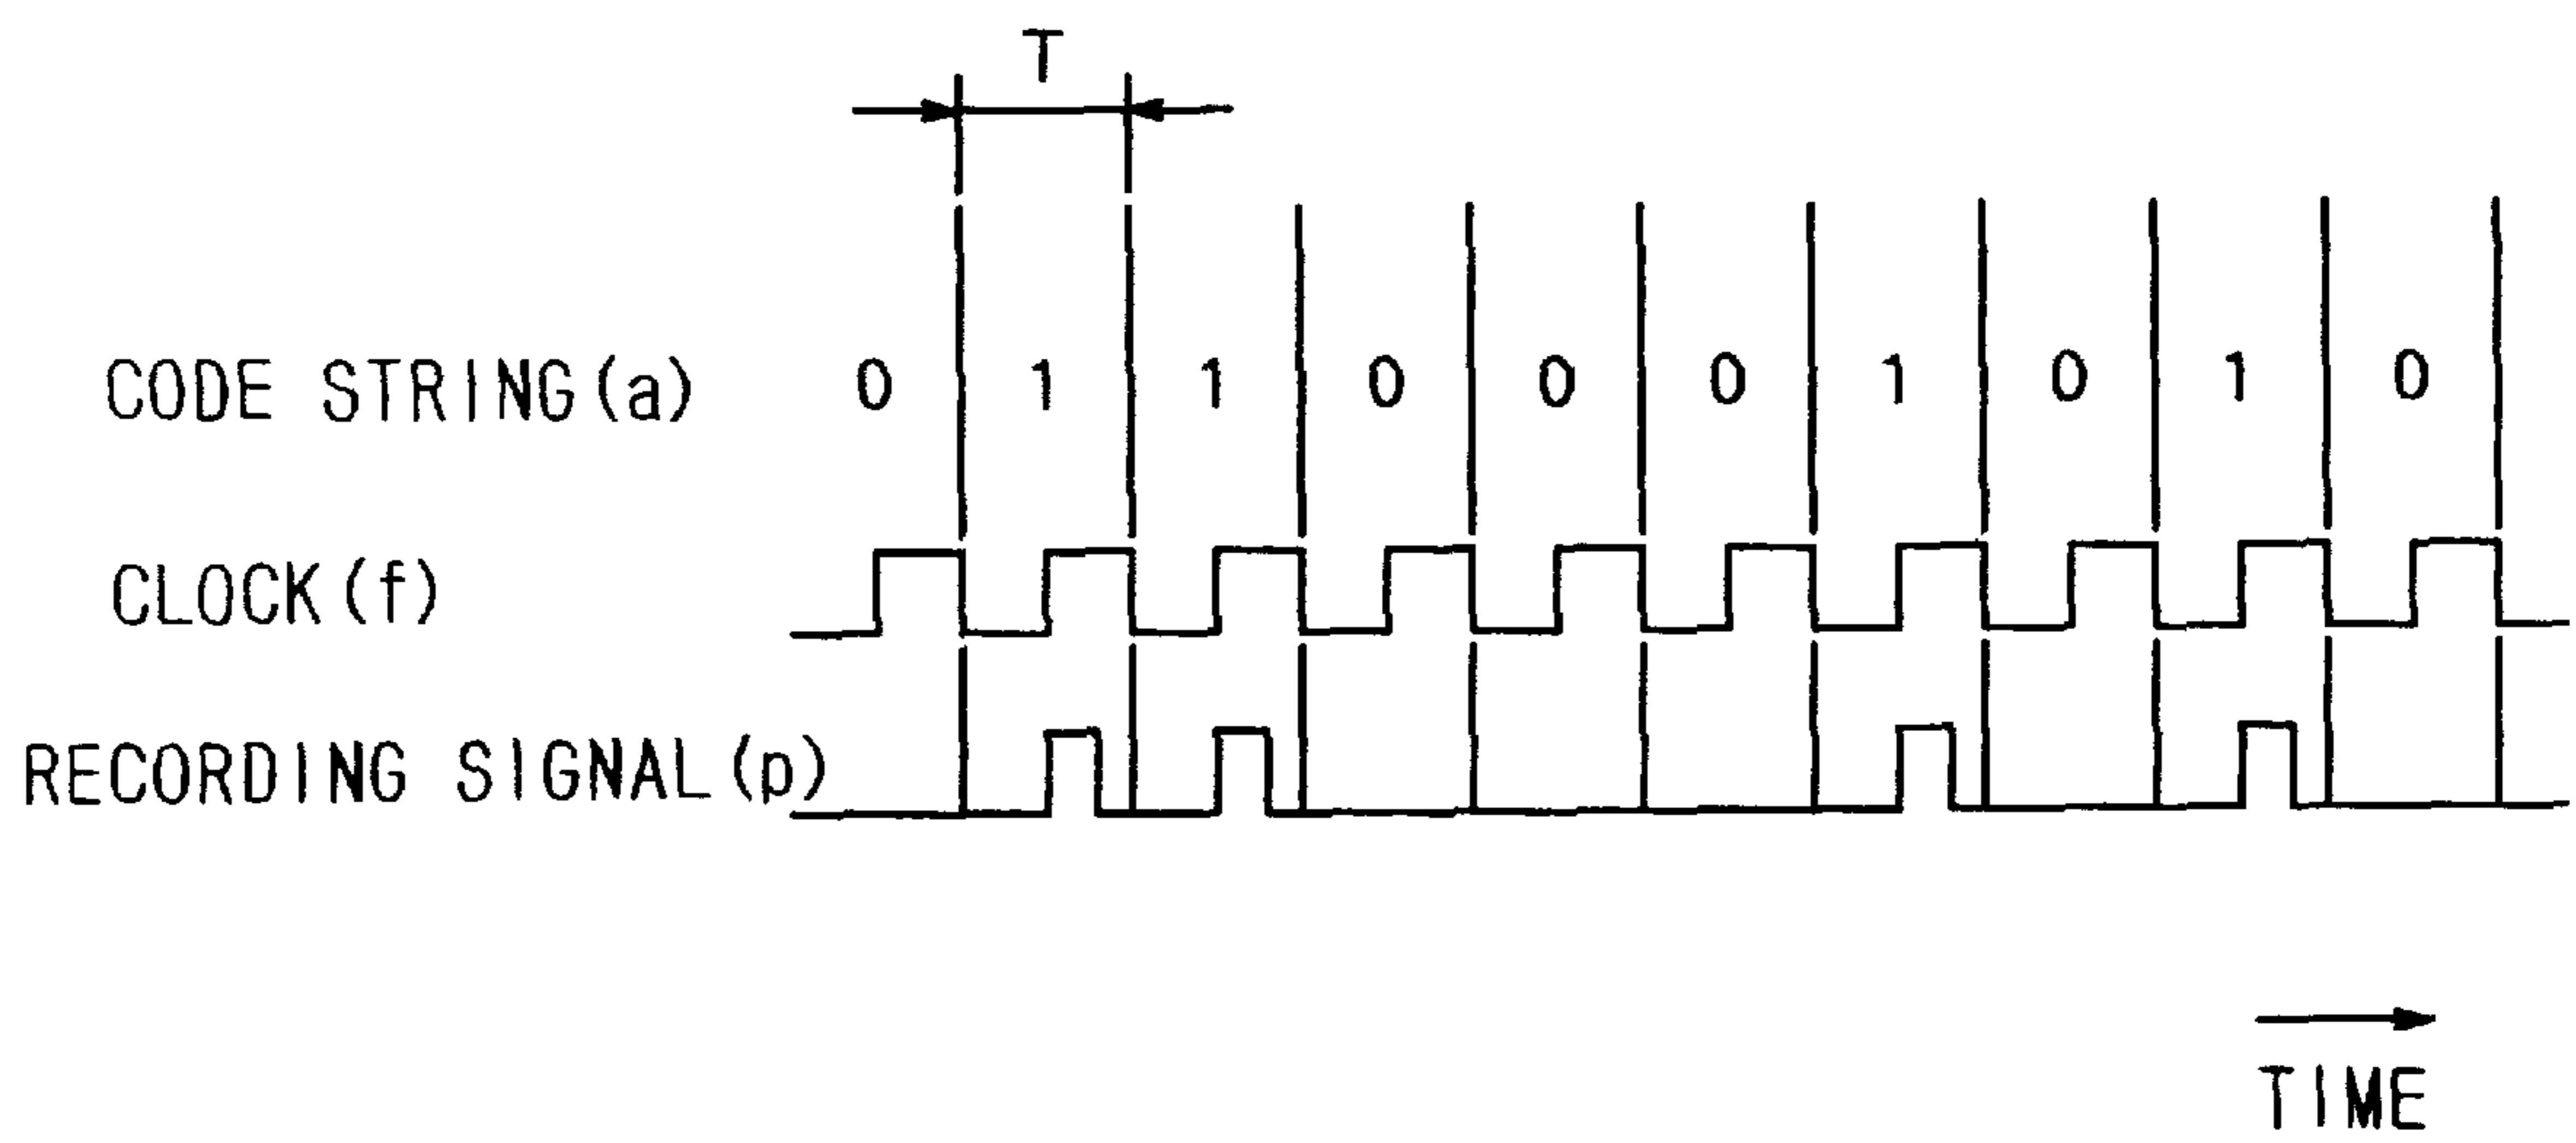 T
CODE STRING(a) 0 1 1 0 0 0 1 0 1 0
CLOCK(f)
RECORDING SIGNAL(p)
TIME